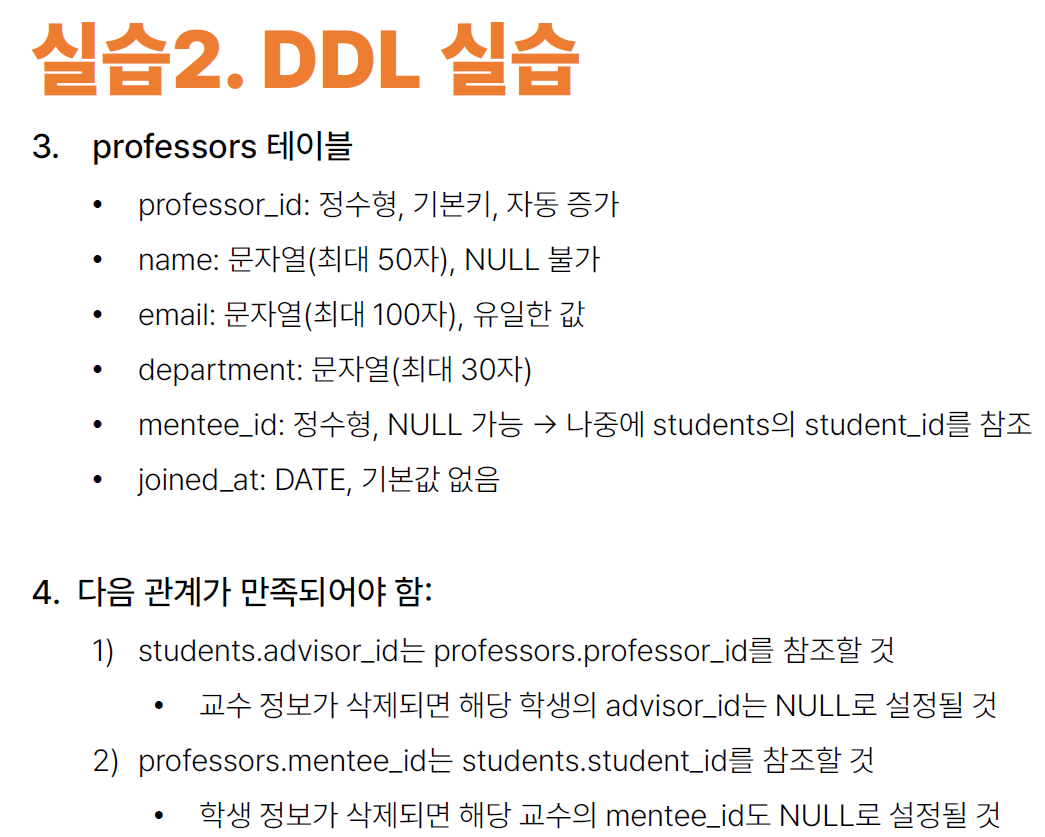 실습2. DDL 실습
3. professors 테이블
• professor_id: 정수형, 기본키, 자동 증가
• name: 문자열(최대 50자), NULL 불가
• email: 문자열(최대 100자), 유일한 값
• department: 문자열(최대 30자)
• mentee_id: 정수형, NULL 가능 → 나중에 students의 student_id를 참조
• joined_at: DATE, 기본값 없음
4. 다음 관계가 만족되어야 함:
1) students.advisor_id는 professors.professor_id를 참조할 것
• 교수 정보가 삭제되면 해당 학생의 advisor_id는 NULL로 설정될 것
2) professors.mentee_id는 students.student_id를 참조할 것
• 학생 정보가 삭제되면 해당 교수의 mentee_id도 NULL로 설정될 것